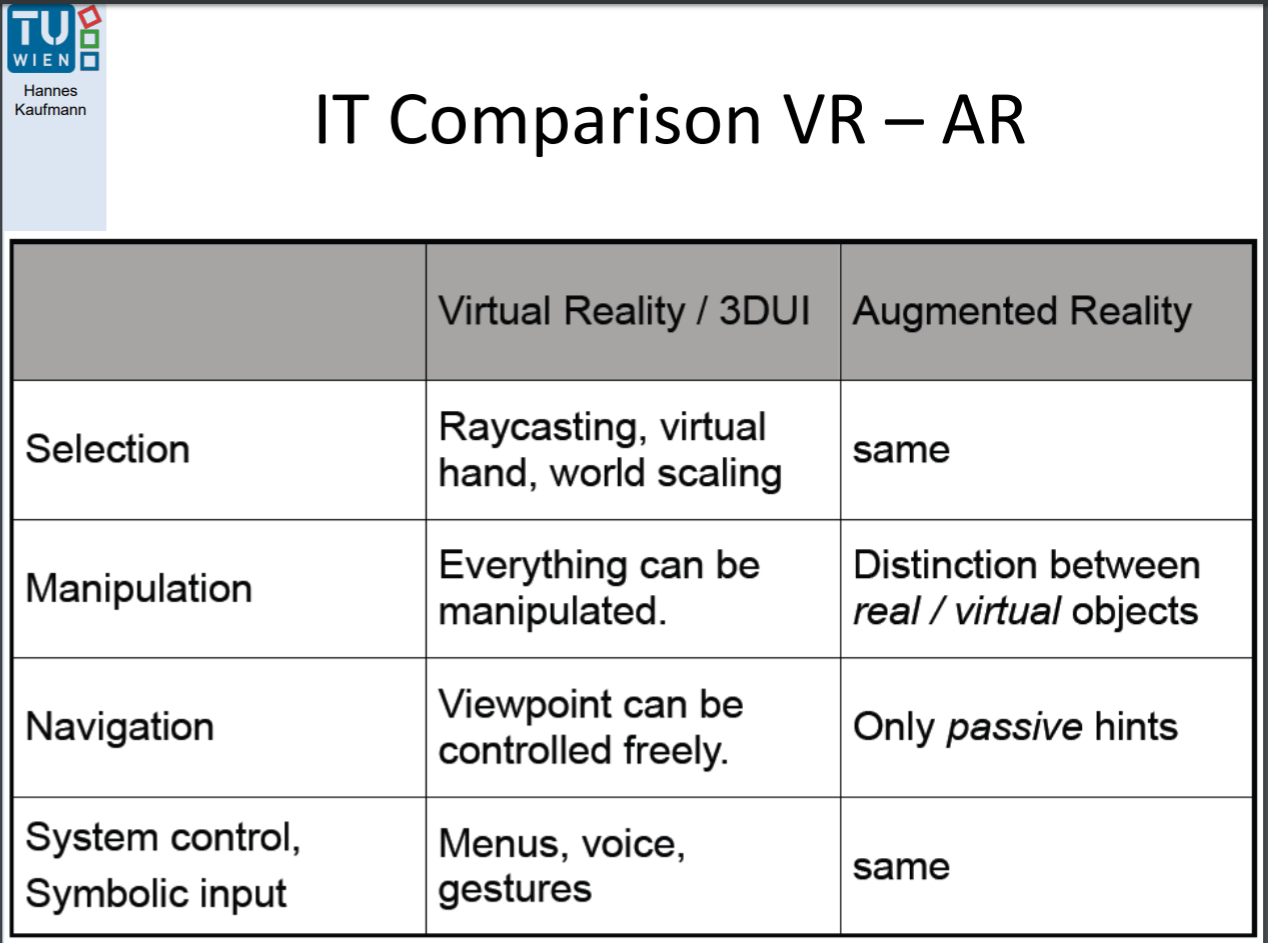 TU
WIEN
Hannes
Kaufmann
IT Comparison VR – AR
Virtual Reality / 3DUI
Augmented Reality
Selection
Raycasting, virtual
hand, world scaling
same
Manipulation
Everything can be
manipulated.
Distinction between
real / virtual objects
Navigation
Viewpoint can be
controlled freely.
Only passive hints
System control,
Symbolic input
Menus, voice,
gestures
same